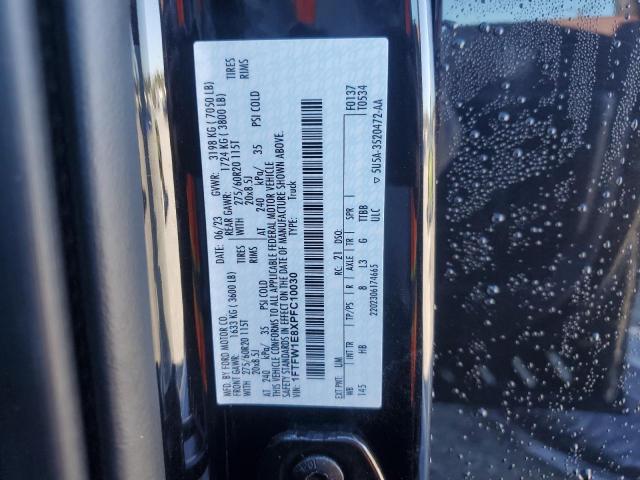 MFD. BY FORD MOTOR CO. DATE: 06/23 GVWR: 3198 KG ( 7050 LB)
FRONT GAWR: 1633 KG ( 3600 LB) REAR GAWR: 1724 KG ( 3800 LB)
WITH 275/60R20 115T TIRES WITH 275/60R20 115T TIRES
20x8.5J RIMS 20x8.5J RIMS
AT 240 kPa/ 35 PSI COLD AT 240 kPa/ 35 PSI COLD
THIS VEHICLE CONFORMS TO ALL APPLICABLE FEDERAL MOTOR VEHICLE
SAFETY STANDARDS IN EFFECT ON THE DATE OF MANUFACTURE SHOWN ABOVE.
VIN: 1FTFW1E8XPFC10030 TYPE: Truck
F0137
T0534
EXT PNT: UM RC: 21 DSO:
WB INT TR TP/PS R AXLE TR SPR
145 HB 8 L3 G TTBB
ULC ▽ 5U5A-3520472-AA
2202306174665